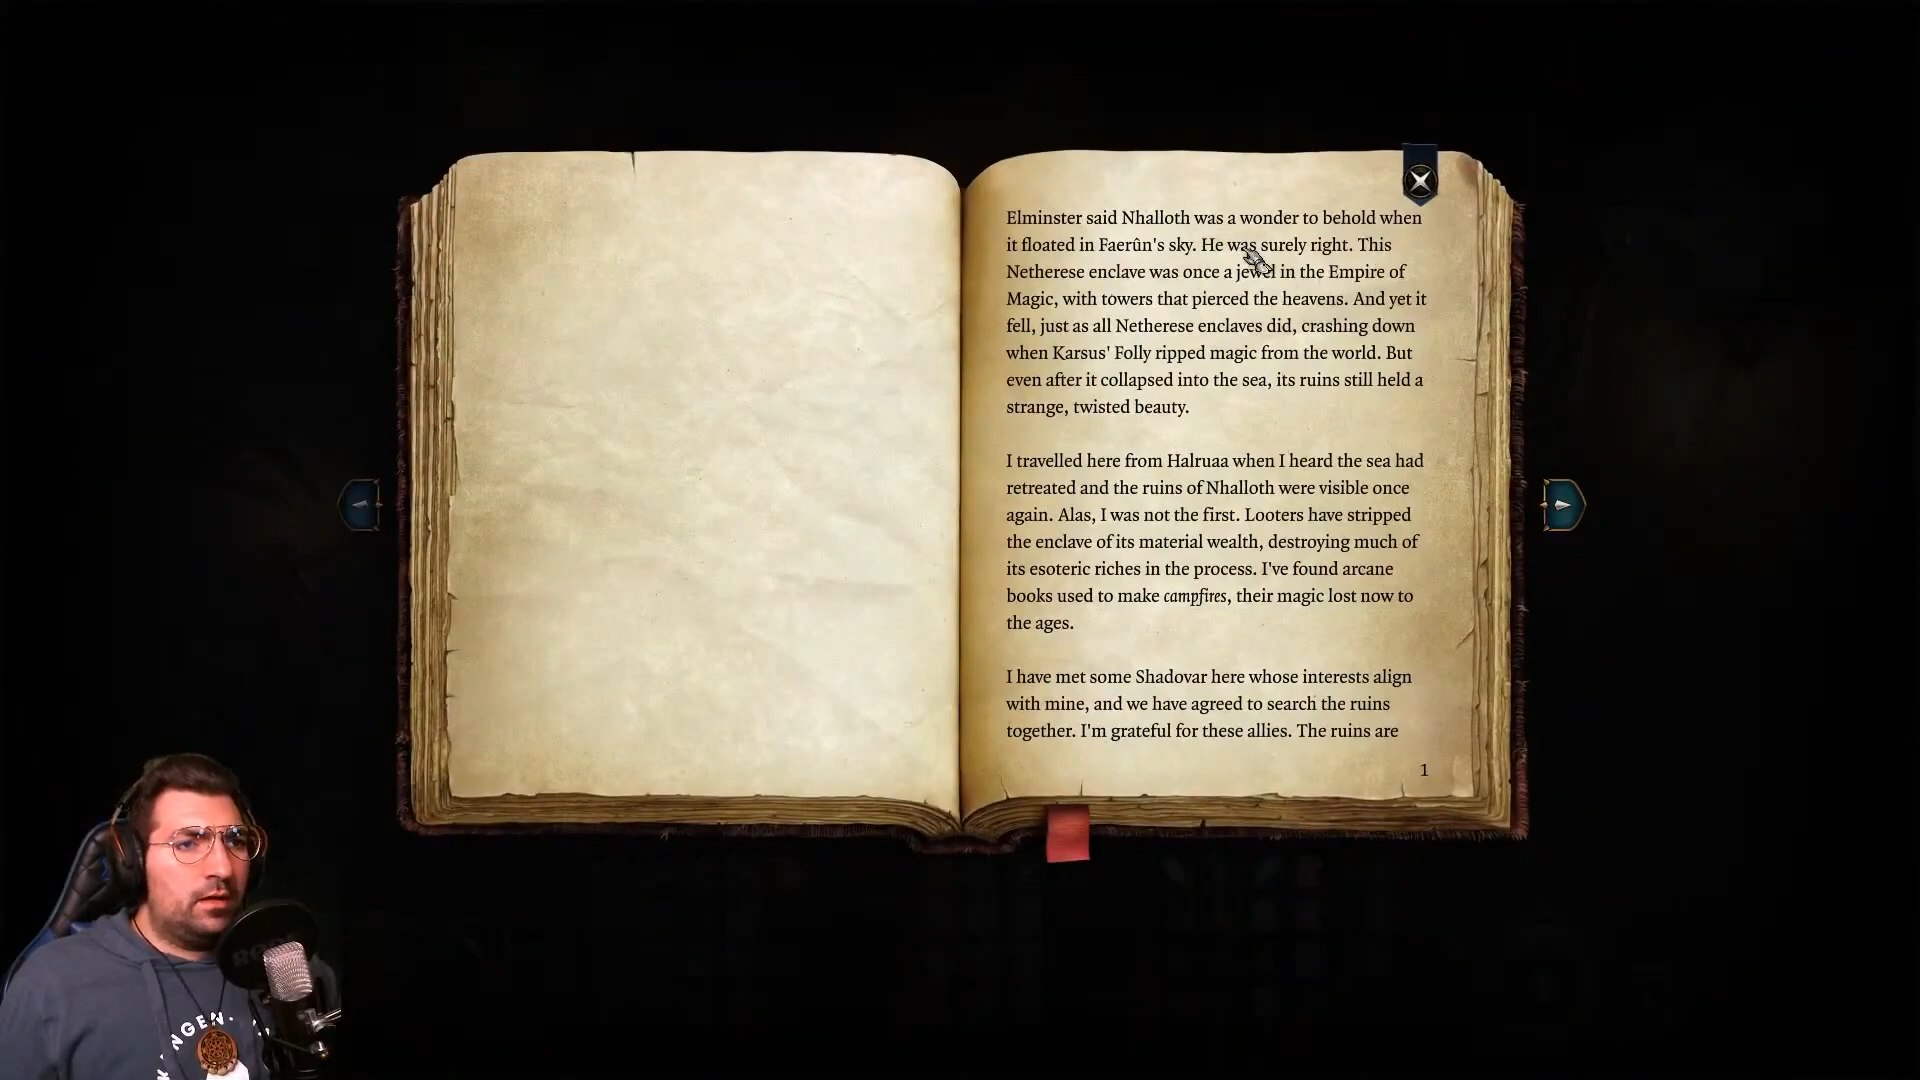 Elminster said Nhalloth was a wonder to behold when
it floated in Faerûn's sky. He was surely right. This
Netherese enclave was once a jewel in the Empire of
Magic, with towers that pierced the heavens. And yet it
fell, just as all Netherese enclaves did, crashing down
when Karsus' Folly ripped magic from the world. But
even after it collapsed into the sea, its ruins still held a
strange, twisted beauty.
I travelled here from Halruaa when I heard the sea had
retreated and the ruins of Nhalloth were visible once
again. Alas, I was not the first. Looters have stripped
the enclave of its material wealth, destroying much of
its esoteric riches in the process. I've found arcane
books used to make campfires, their magic lost now to
the ages.
I have met some Shadovar here whose interests align
with mine, and we have agreed to search the ruins
together. I'm grateful for these allies. The ruins are
1